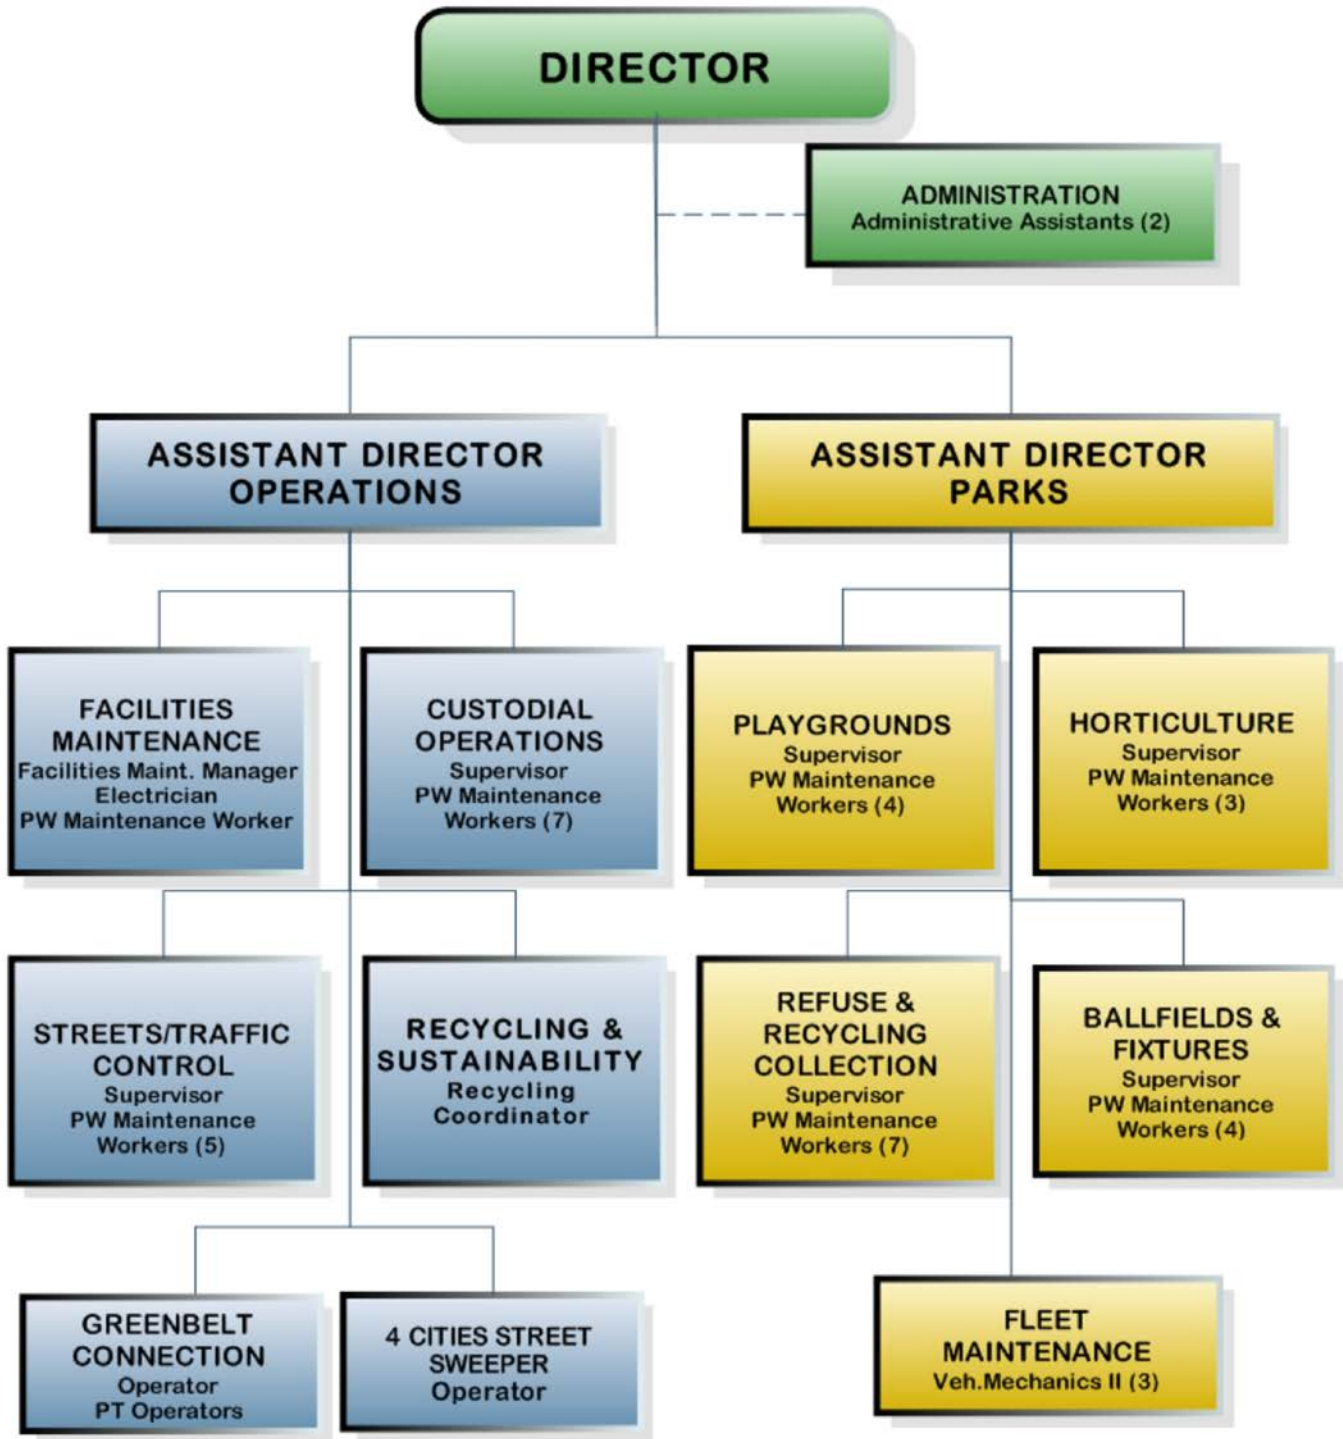 DIRECTOR
ADMINISTRATION
Administrative Assistants (2)
ASSISTANT DIRECTOR
OPERATIONS
ASSISTANT DIRECTOR
PARKS
FACILITIES
MAINTENANCE
Facilities Maint. Manager
Electrician
PW Maintenance Worker
CUSTODIAL
OPERATIONS
Supervisor
PW Maintenance
Workers (7)
PLAYGROUNDS
Supervisor
PW Maintenance
Workers (4)
HORTICULTURE
Supervisor
PW Maintenance
Workers (3)
STREETS/TRAFFIC
CONTROL
Supervisor
PW Maintenance
Workers (5)
RECYCLING &
SUSTAINABILITY
Recycling
Coordinator
REFUSE &
RECYCLING
COLLECTION
Supervisor
PW Maintenance
Workers (7)
BALLFIELDS &
FIXTURES
Supervisor
PW Maintenance
Workers (4)
GREENBELT
CONNECTION
Operator
PT Operators
4 CITIES STREET
SWEEPER
Operator
FLEET
MAINTENANCE
Veh.Mechanics II (3)